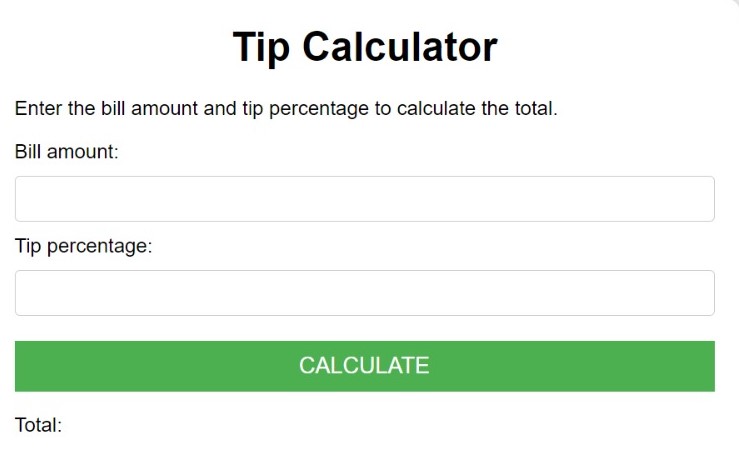 Tip Calculator
Enter the bill amount and tip percentage to calculate the total.
Bill amount:
Tip percentage:
CALCULATE
Total: